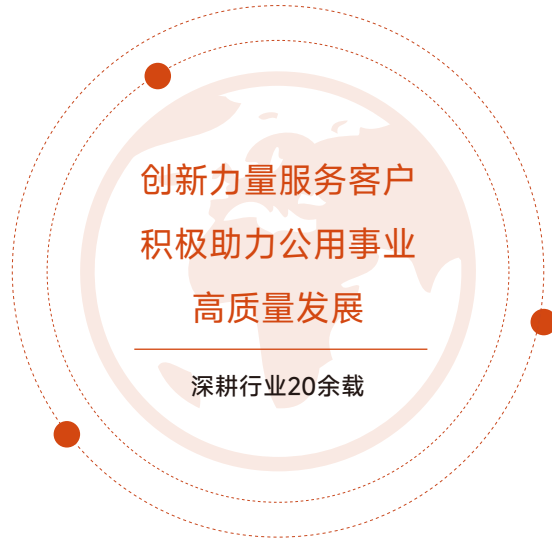 创新力量服务客户
积极助力公用事业
高质量发展
深耕行业20余载